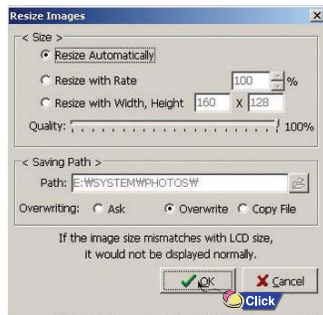 Resize Images
< Size >
Resize Automatically
Resize with Rate 100 %
Resize with Width, Height 160 X 128
Quality: 100%
< Saving Path >
Path: E:₩SYSTEM₩PHOTOS₩
Overwriting: Ask Overwrite Copy File
If the image size mismatches with LCD size,
it would not be displayed normally.
OK Cancel
Click